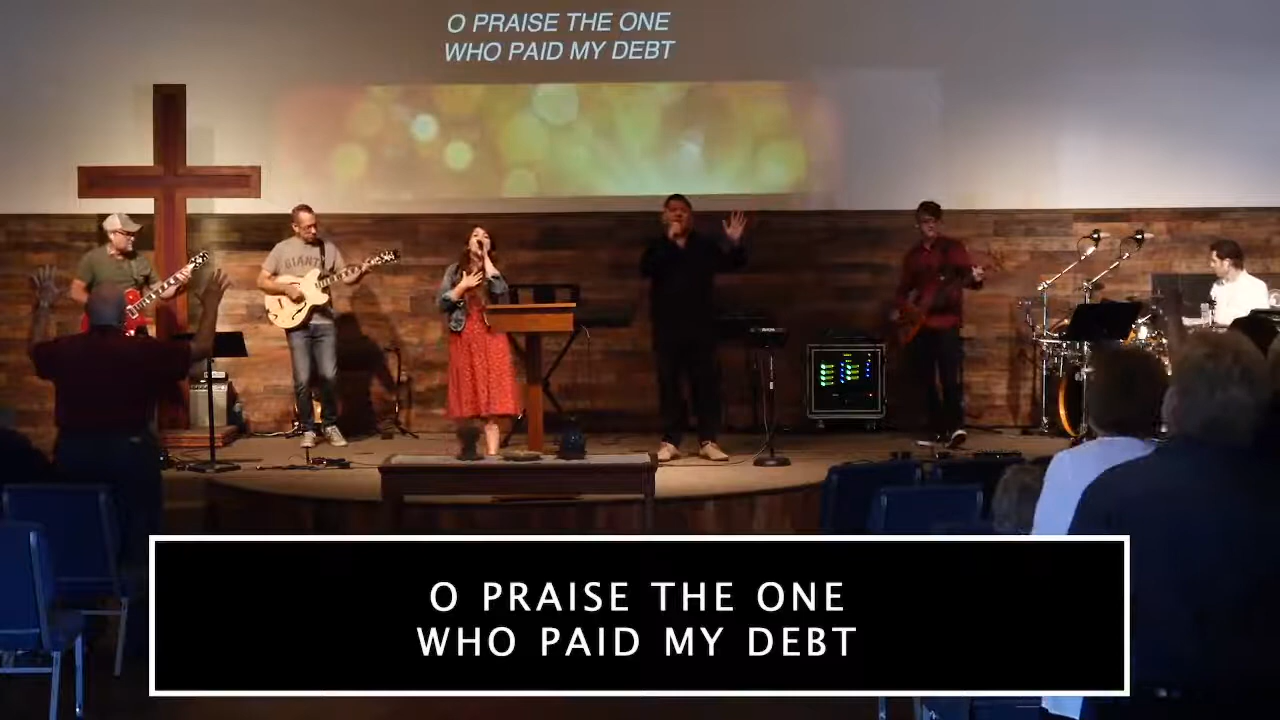 O PRAISE THE ONE
WHO PAID MY DEBT
GIANTS
O PRAISE THE ONE
WHO PAID MY DEBT